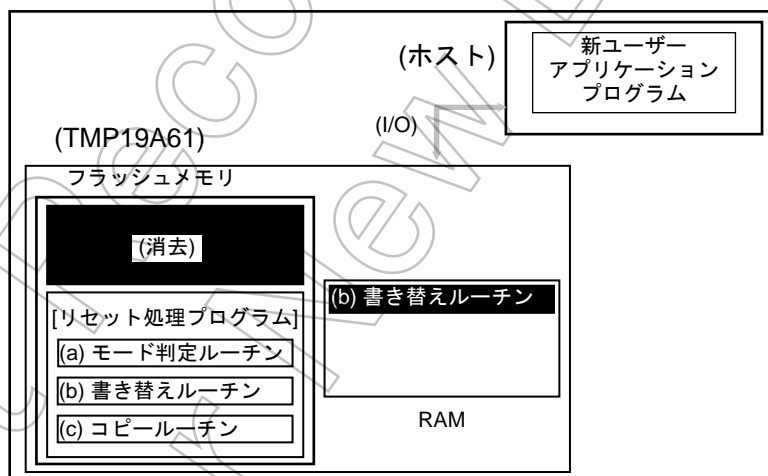 (ホスト)
新ユーザー
アプリケーション
プログラム
(I/O)
(TMP19A61)
フラッシュメモリ
(消去)
[リセット処理プログラム]
(a) モード判定ルーチン
(b) 書き替えルーチン
(c) コピールーチン
(b) 書き替えルーチン
RAM